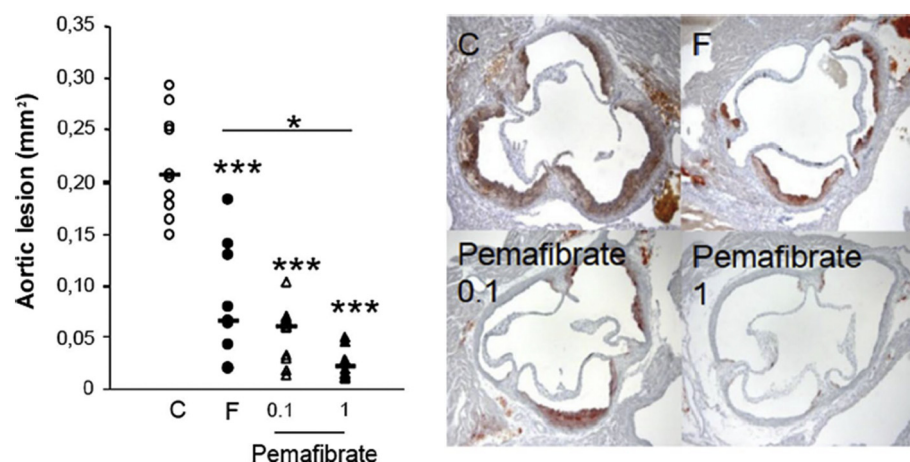 Aortic lesion (mm²)
0,35
0,30
0,25
0,20
0,15
0,10
0,05
0
*
***
***
***
C
F
0.1
1
Pemafibrate
C
F
Pemafibrate
0.1
Pemafibrate
1